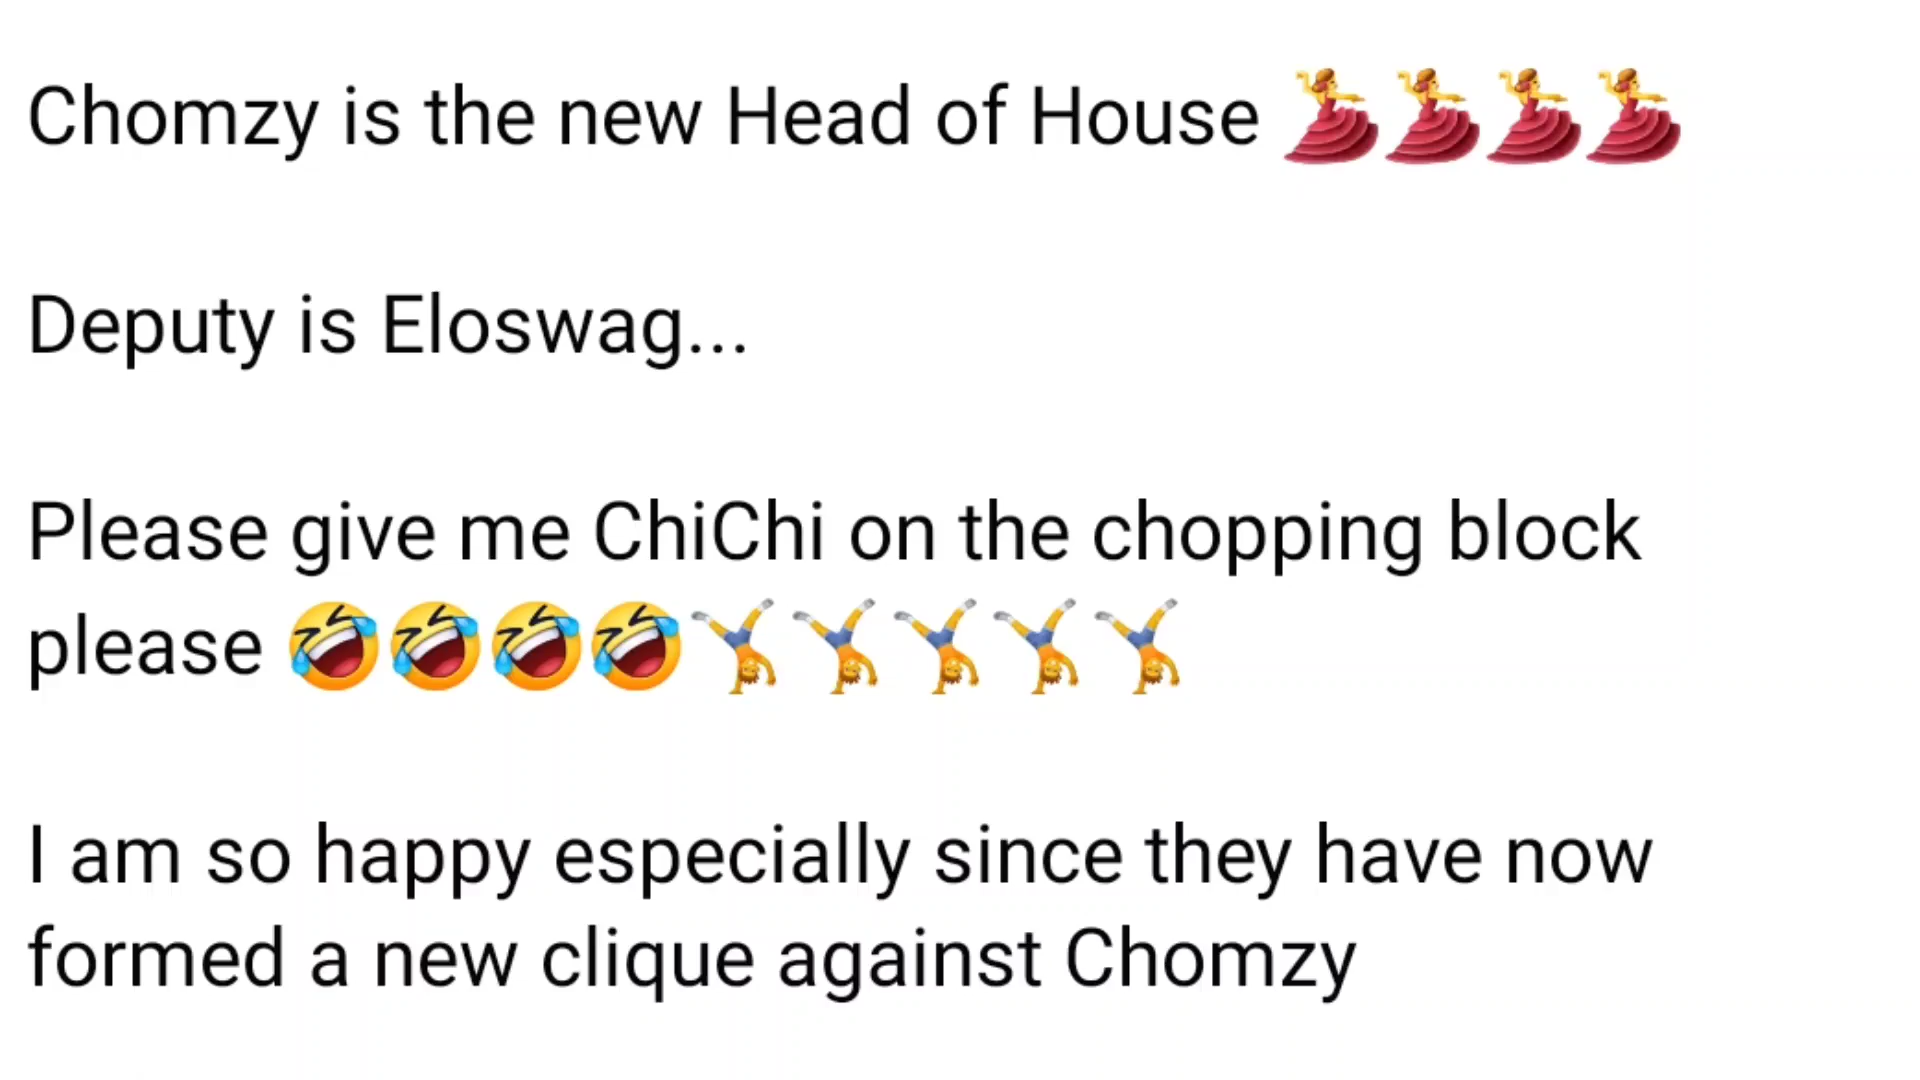 Chomzy is the new Head of House 💃💃💃💃
Deputy is Eloswag...
Please give me ChiChi on the chopping block
please 🤣🤣🤣🤣🤸🤸🤸🤸🤸
I am so happy especially since they have now
formed a new clique against Chomzy